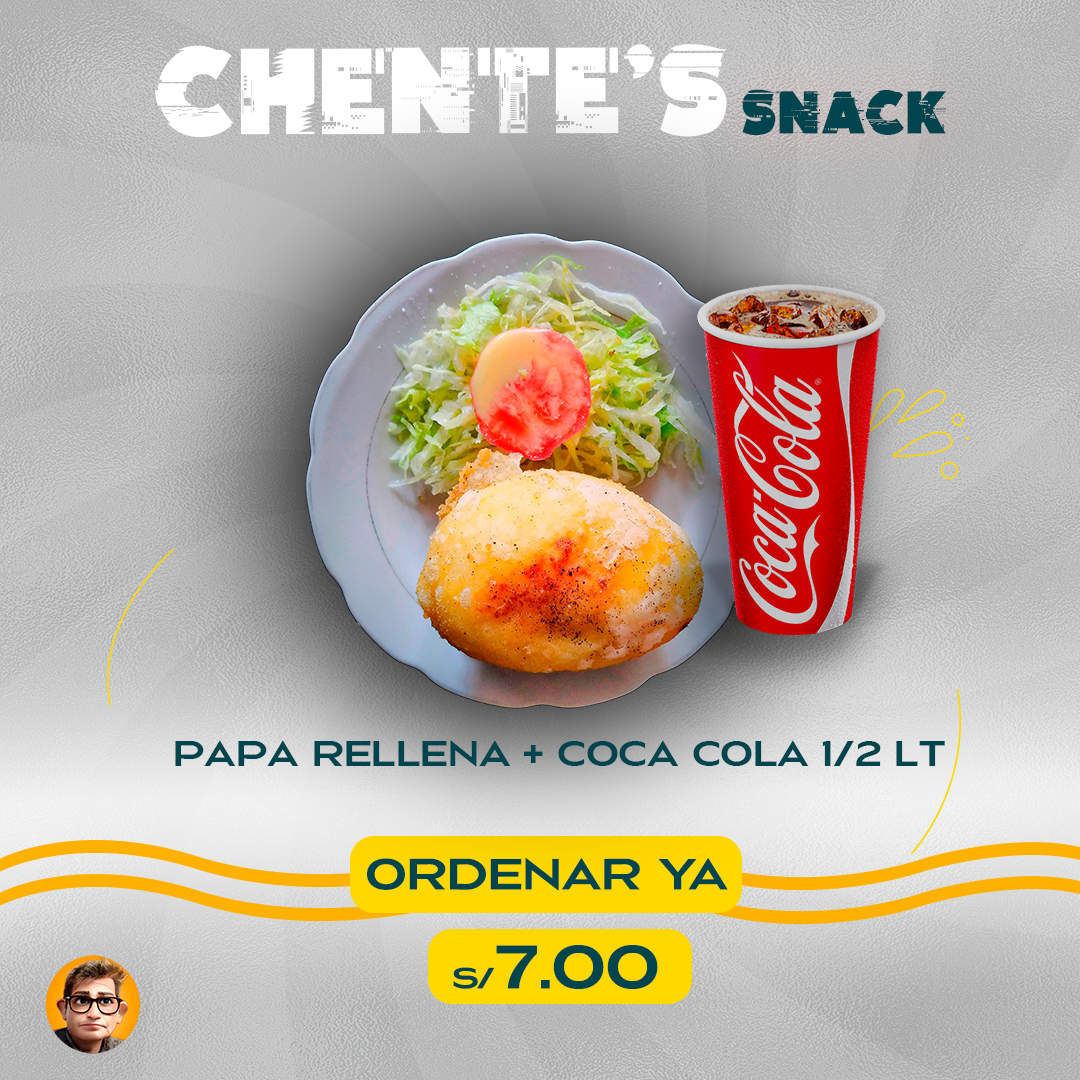 CHENTE'S SNACK
Coca-Cola
PAPA RELLENA + COCA COLA 1/2 LT
ORDENAR YA
S/7.00